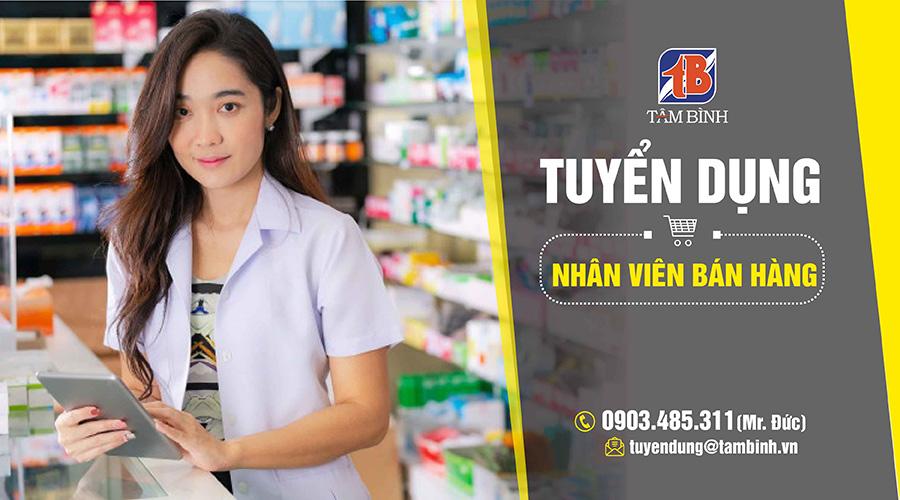 tB
TÂM BÌNH
TUYỂN DỤNG
NHÂN VIÊN BÁN HÀNG
0903.485.311 (Mr. Đức)
tuyendung@tambinh.vn